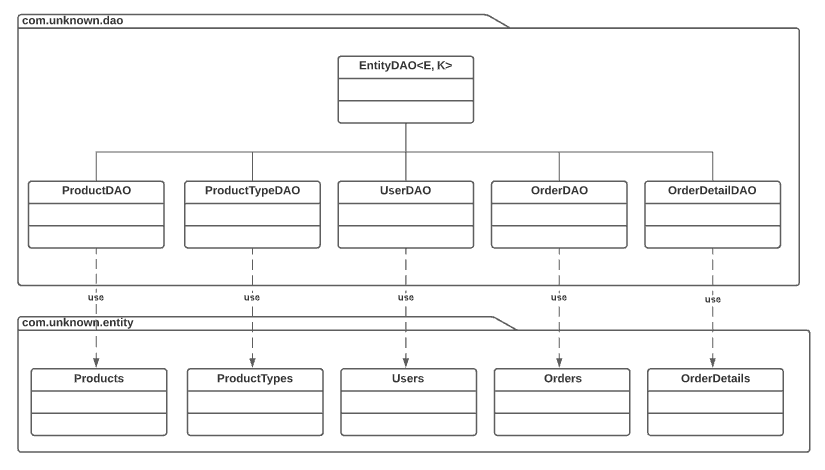 com.unknown.dao
EntityDAO<E, K>
ProductDAO
ProductTypeDAO
UserDAO
OrderDAO
OrderDetailDAO
use
use
use
use
use
com.unknown.entity
Products
ProductTypes
Users
Orders
OrderDetails